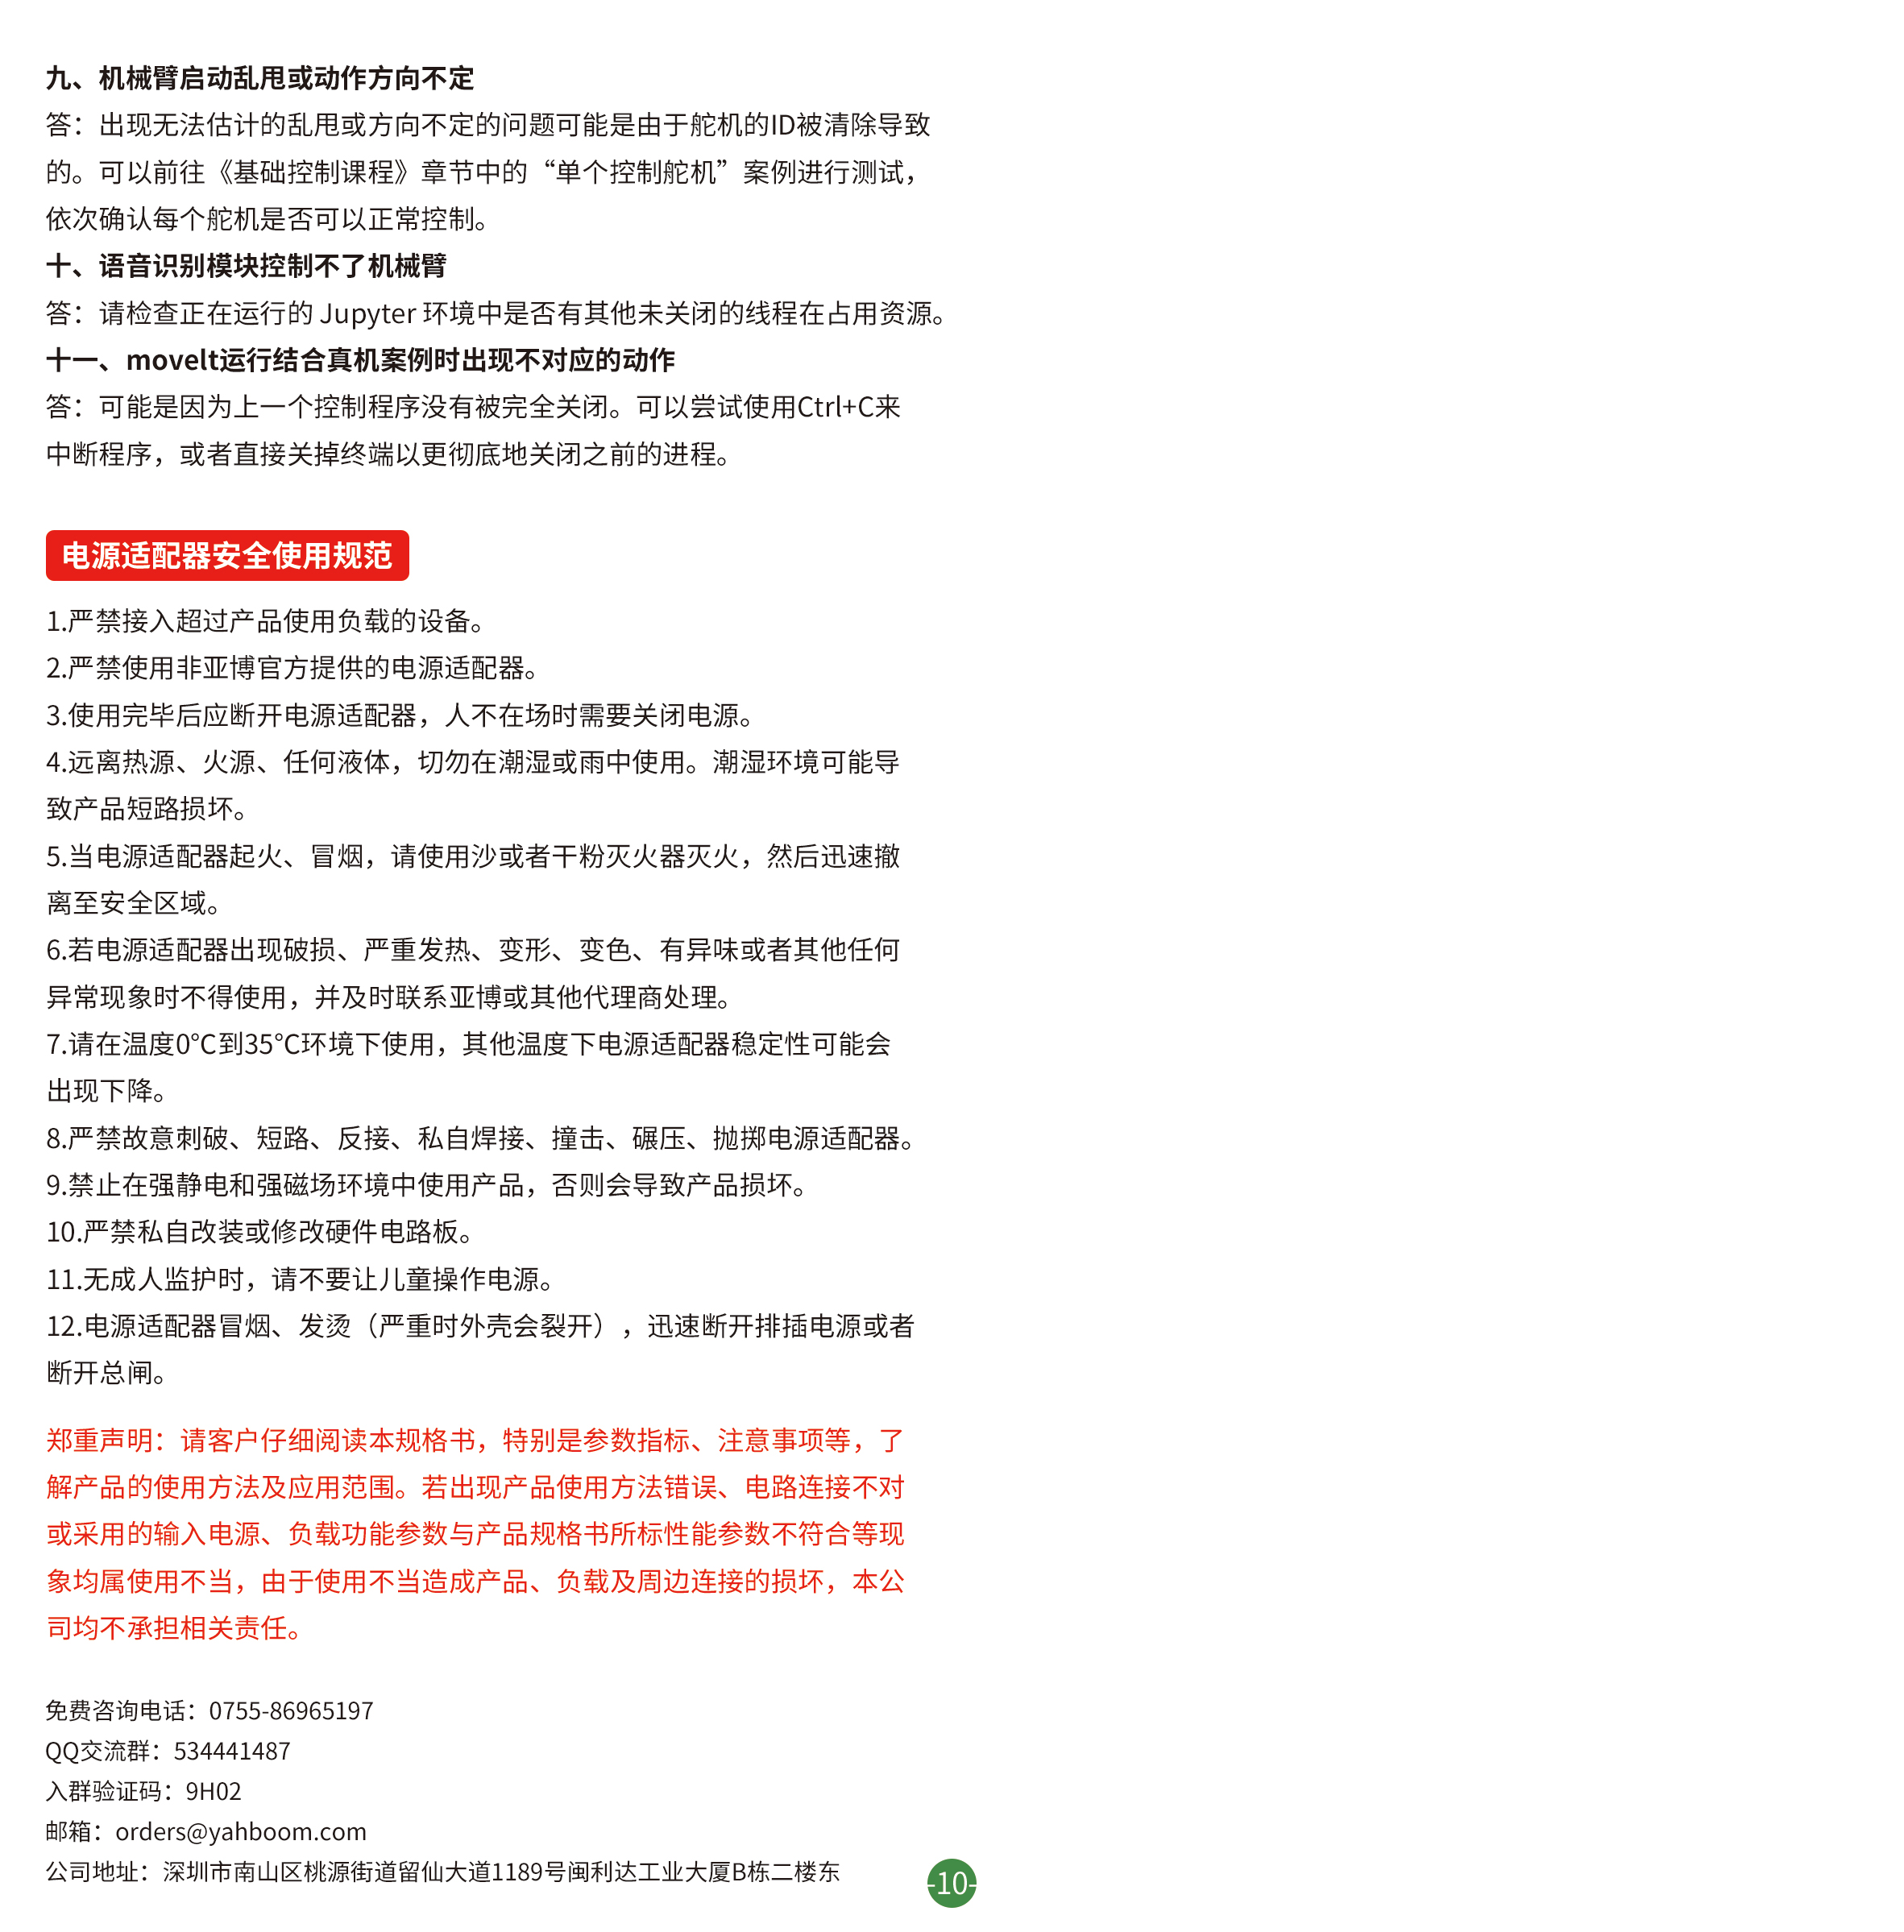 九、机械臂启动乱甩或动作方向不定
答：出现无法估计的乱甩或方向不定的问题可能是由于舵机的ID被清除导致
的。可以前往《基础控制课程》章节中的“单个控制舵机”案例进行测试，
依次确认每个舵机是否可以正常控制。
十、语音识别模块控制不了机械臂
答：请检查正在运行的 Jupyter 环境中是否有其他未关闭的线程在占用资源。
十一、movelt运行结合真机案例时出现不对应的动作
答：可能是因为上一个控制程序没有被完全关闭。可以尝试使用Ctrl+C来
中断程序，或者直接关掉终端以更彻底地关闭之前的进程。
电源适配器安全使用规范
1.严禁接入超过产品使用负载的设备。
2.严禁使用非亚博官方提供的电源适配器。
3.使用完毕后应断开电源适配器，人不在场时需要关闭电源。
4.远离热源、火源、任何液体，切勿在潮湿或雨中使用。潮湿环境可能导
致产品短路损坏。
5.当电源适配器起火、冒烟，请使用沙或者干粉灭火器灭火，然后迅速撤
离至安全区域。
6.若电源适配器出现破损、严重发热、变形、变色、有异味或者其他任何
异常现象时不得使用，并及时联系亚博或其他代理商处理。
7.请在温度0℃到35℃环境下使用，其他温度下电源适配器稳定性可能会
出现下降。
8.严禁故意刺破、短路、反接、私自焊接、撞击、碾压、抛掷电源适配器。
9.禁止在强静电和强磁场环境中使用产品，否则会导致产品损坏。
10.严禁私自改装或修改硬件电路板。
11.无成人监护时，请不要让儿童操作电源。
12.电源适配器冒烟、发烫（严重时外壳会裂开），迅速断开排插电源或者
断开总闸。
郑重声明：请客户仔细阅读本规格书，特别是参数指标、注意事项等，了
解产品的使用方法及应用范围。若出现产品使用方法错误、电路连接不对
或采用的输入电源、负载功能参数与产品规格书所标性能参数不符合等现
象均属使用不当，由于使用不当造成产品、负载及周边连接的损坏，本公
司均不承担相关责任。
免费咨询电话：0755-86965197
QQ交流群：534441487
入群验证码：9H02
邮箱：orders@yahboom.com
公司地址：深圳市南山区桃源街道留仙大道1189号闽利达工业大厦B栋二楼东
-10-